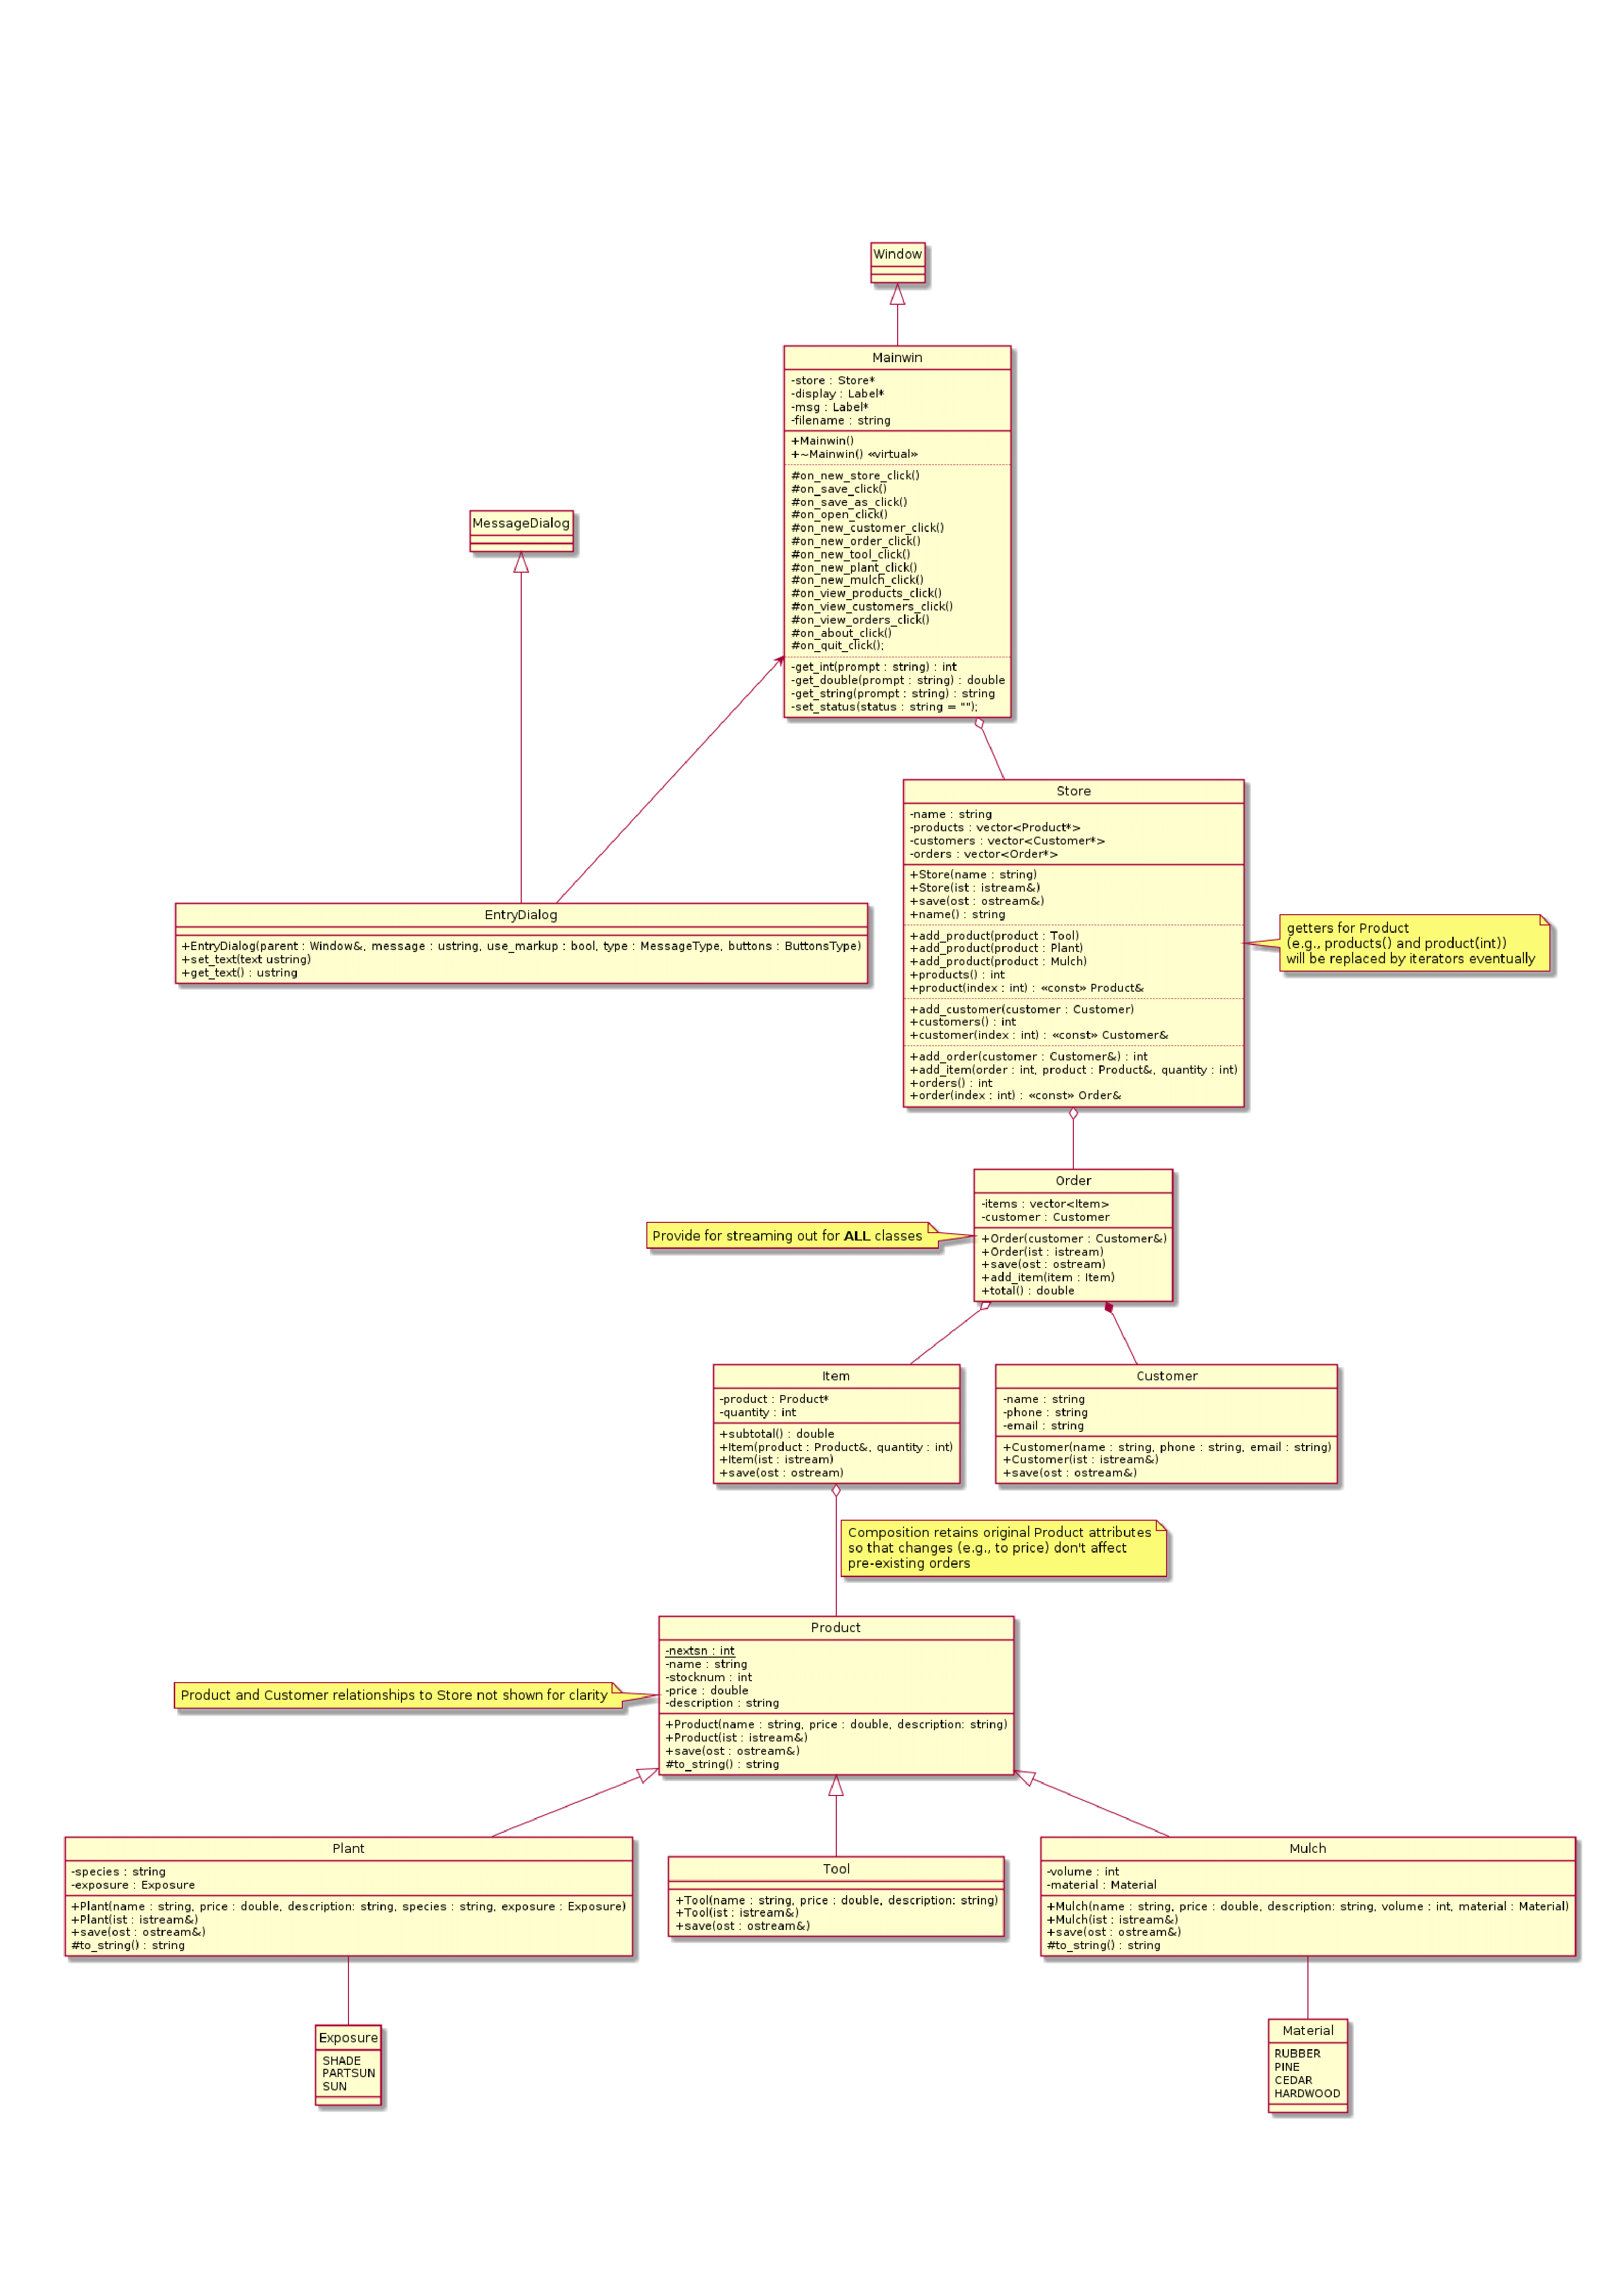 Window
Mainwin
-store : Store*
-display : Label*
-msg : Label*
-filename : string
+Mainwin()
+~Mainwin() «virtual»
#on_new_store_click()
#on_save_click()
#on_save_as_click()
#on_open_click()
#on_new_customer_click()
#on_new_order_click()
#on_new_tool_click()
#on_new_plant_click()
#on_new_mulch_click()
#on_view_products_click()
#on_view_customers_click()
#on_view_orders_click()
#on_about_click()
#on_quit_click();
-get_int(prompt : string) : int
-get_double(prompt : string) : double
-get_string(prompt : string) : string
-set_status(status : string = "");
MessageDialog
EntryDialog
+EntryDialog(parent : Window&, message : ustring, use_markup : bool, type : MessageType, buttons : ButtonsType)
+set_text(text ustring)
+get_text() : ustring
Store
-name : string
-products : vector<Product*>
-customers : vector<Customer*>
-orders : vector<Order*>
+Store(name : string)
+Store(ist : istream&)
+save(ost : ostream&)
+name() : string
+add_product(product : Tool)
+add_product(product : Plant)
+add_product(product : Mulch)
+products() : int
+product(index : int) : «const» Product&
+add_customer(customer : Customer)
+customers() : int
+customer(index : int) : «const» Customer&
+add_order(customer : Customer&) : int
+add_item(order : int, product : Product&, quantity : int)
+orders() : int
+order(index : int) : «const» Order&
getters for Product
(e.g., products() and product(int))
will be replaced by iterators eventually
Order
-items : vector<Item>
-customer : Customer
+Order(customer : Customer&)
+Order(ist : istream)
+save(ost : ostream)
+add_item(item : Item)
+total() : double
Provide for streaming out for ALL classes
Item
-product : Product*
-quantity : int
+subtotal() : double
+Item(product : Product&, quantity : int)
+Item(ist : istream)
+save(ost : ostream)
Customer
-name : string
-phone : string
-email : string
+Customer(name : string, phone : string, email : string)
+Customer(ist : istream&)
+save(ost : ostream&)
Composition retains original Product attributes
so that changes (e.g., to price) don't affect
pre-existing orders
Product
-nextsn : int
-name : string
-stocknum : int
-price : double
-description : string
+Product(name : string, price : double, description: string)
+Product(ist : istream&)
+save(ost : ostream&)
#to_string() : string
Product and Customer relationships to Store not shown for clarity
Plant
-species : string
-exposure : Exposure
+Plant(name : string, price : double, description: string, species : string, exposure : Exposure)
+Plant(ist : istream&)
+save(ost : ostream&)
#to_string() : string
Tool
+Tool(name : string, price : double, description: string)
+Tool(ist : istream&)
+save(ost : ostream&)
Mulch
-volume : int
-material : Material
+Mulch(name : string, price : double, description: string, volume : int, material : Material)
+Mulch(ist : istream&)
+save(ost : ostream&)
#to_string() : string
Exposure
SHADE
PARTSUN
SUN
Material
RUBBER
PINE
CEDAR
HARDWOOD